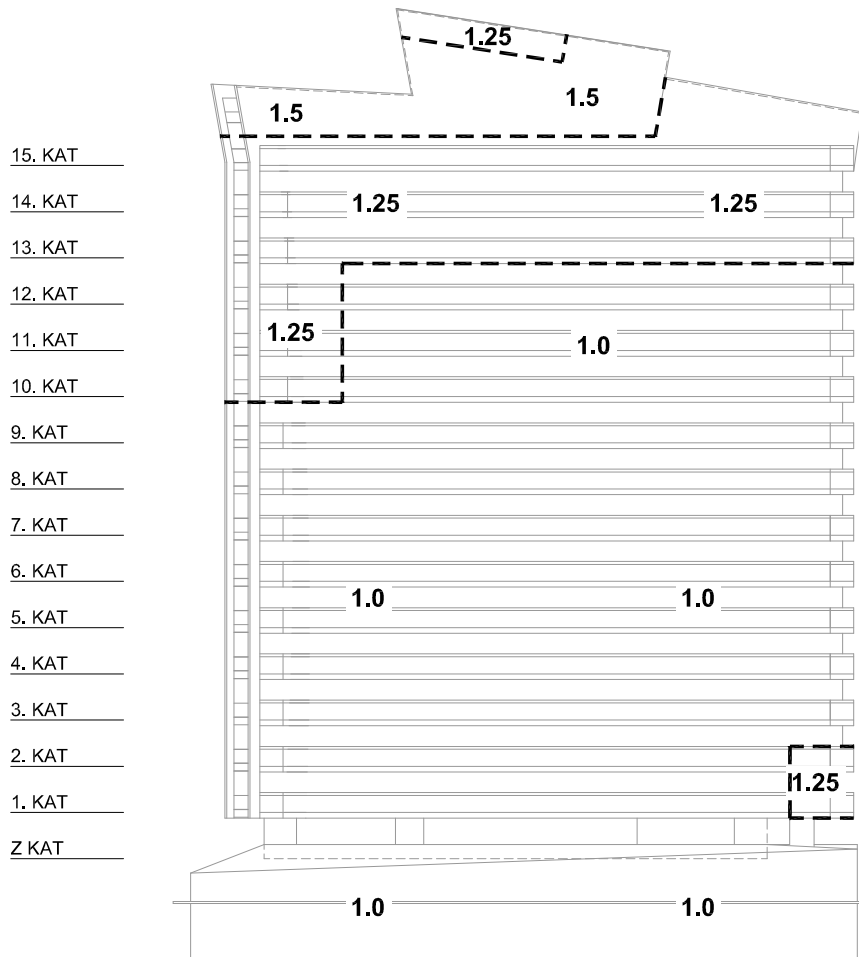 1.25
1.5
1.5
15. KAT
14. KAT
1.25
1.25
13. KAT
12. KAT
11. KAT
1.25
1.0
10. KAT
9. KAT
8. KAT
7. KAT
6. KAT
1.0
1.0
5. KAT
4. KAT
3. KAT
2. KAT
1.25
1. KAT
Z KAT
1.0
1.0